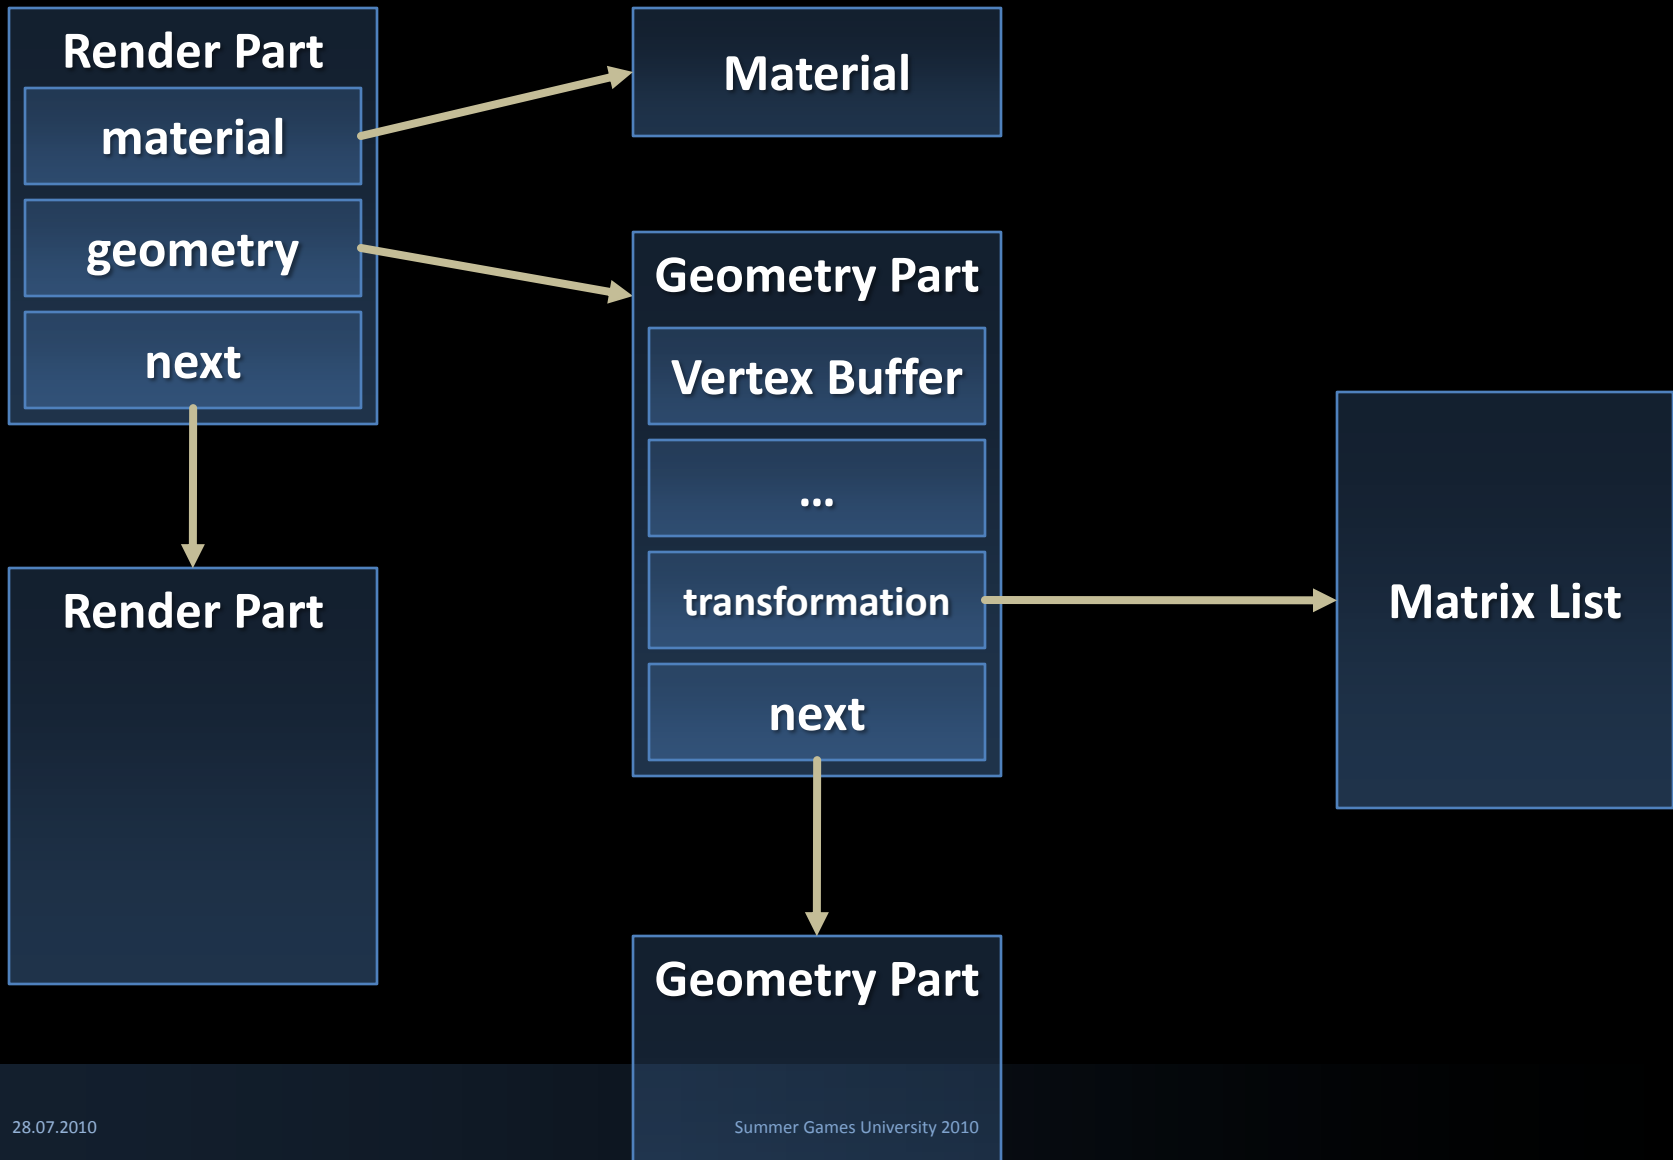 Render Part
material
geometry
next
Render Part
Material
Geometry Part
Vertex Buffer
...
transformation
next
Geometry Part
Matrix List
28.07.2010
Summer Games University 2010